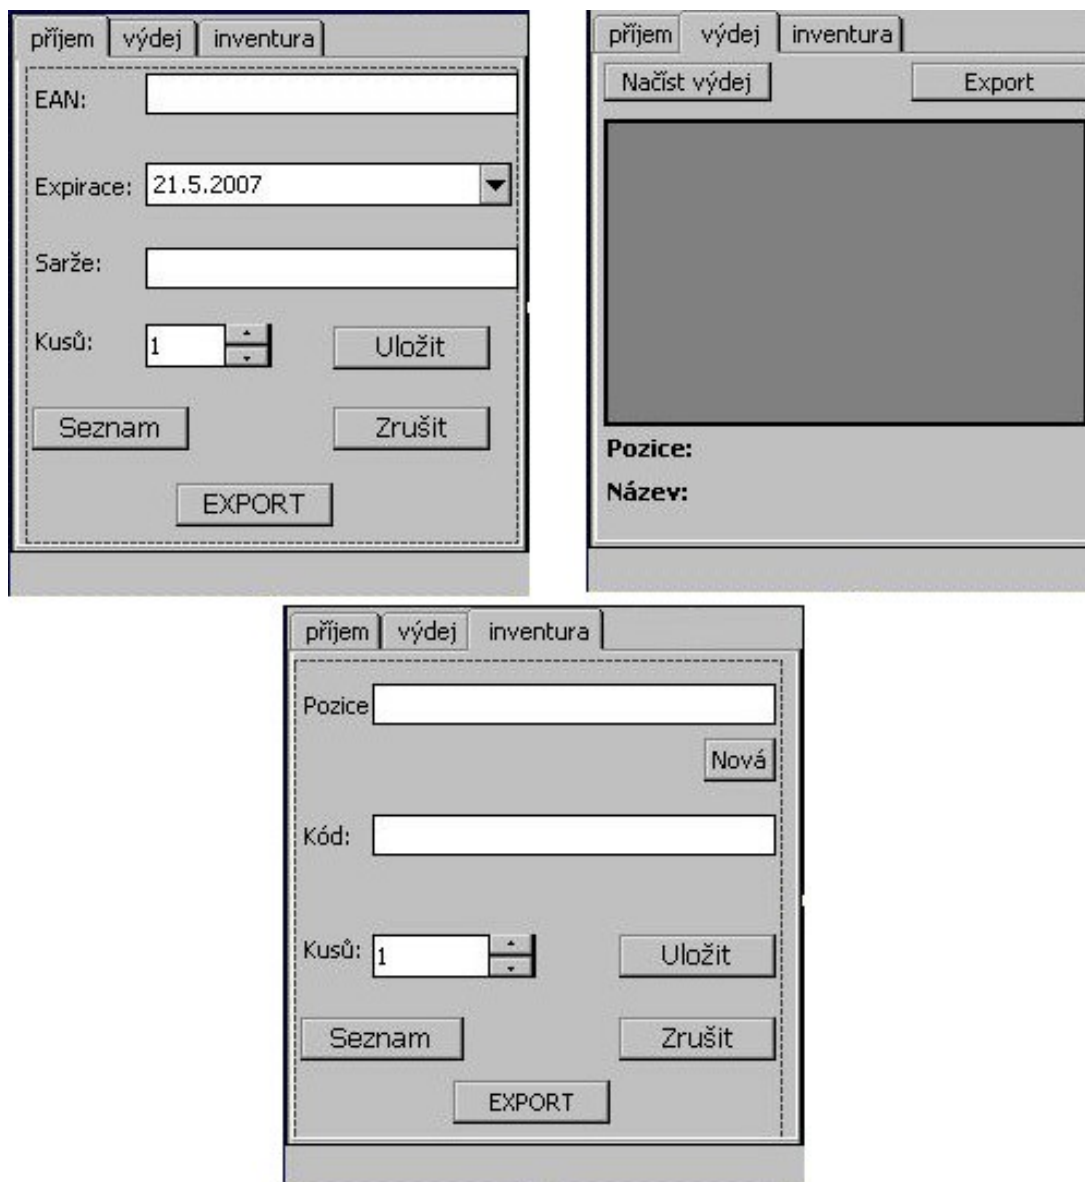 příjem výdej inventura
EAN:
Expirace: 21.5.2007
Sarže:
Kusů: 1 Uložit
Seznam Zrušit
EXPORT
příjem výdej inventura
Načíst výdej Export
Pozice:
Název:
příjem výdej inventura
Pozice
Nová
Kód:
Kusů: 1 Uložit
Seznam Zrušit
EXPORT